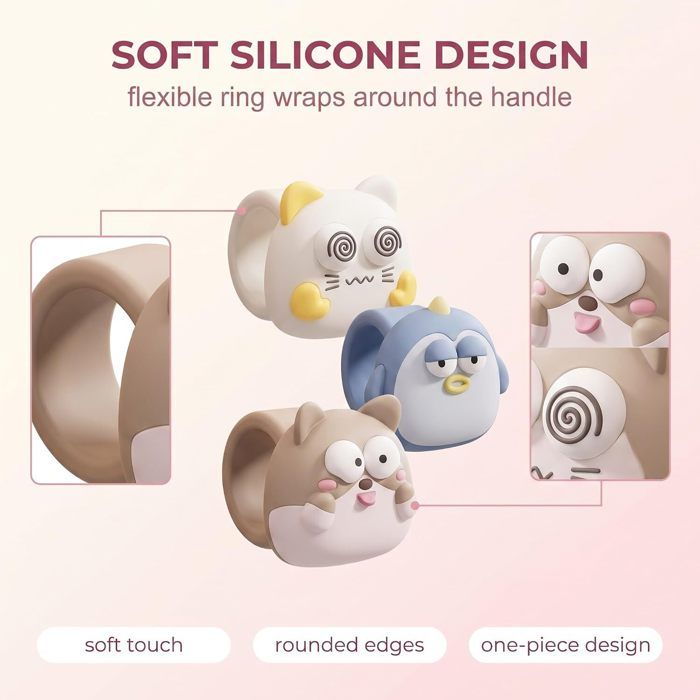 SOFT SILICONE DESIGN
flexible ring wraps around the handle
soft touch
rounded edges
one-piece design